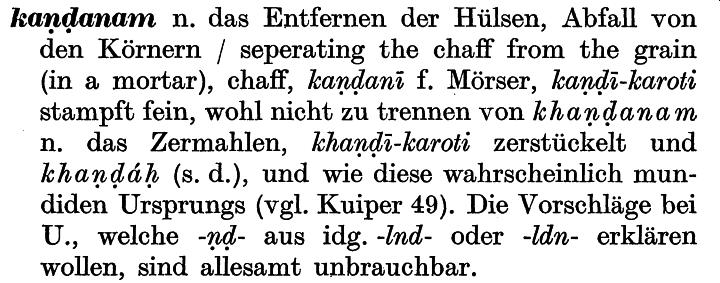 kaṇḍanam n. das Entfernen der Hülsen, Abfall von
den Körnern / seperating the chaff from the grain
(in a mortar), chaff, kaṇḍanī f. Mörser, kaṇḍī-karoti
stampft fein, wohl nicht zu trennen von khaṇḍanam
n. das Zermahlen, khaṇḍī-karoti zerstückelt und
khaṇḍáḥ (s. d.), und wie diese wahrscheinlich mun-
diden Ursprungs (vgl. Kuiper 49). Die Vorschläge bei
U., welche -ṇḍ- aus idg. -lnd- oder -ldn- erklären
wollen, sind allesamt unbrauchbar.